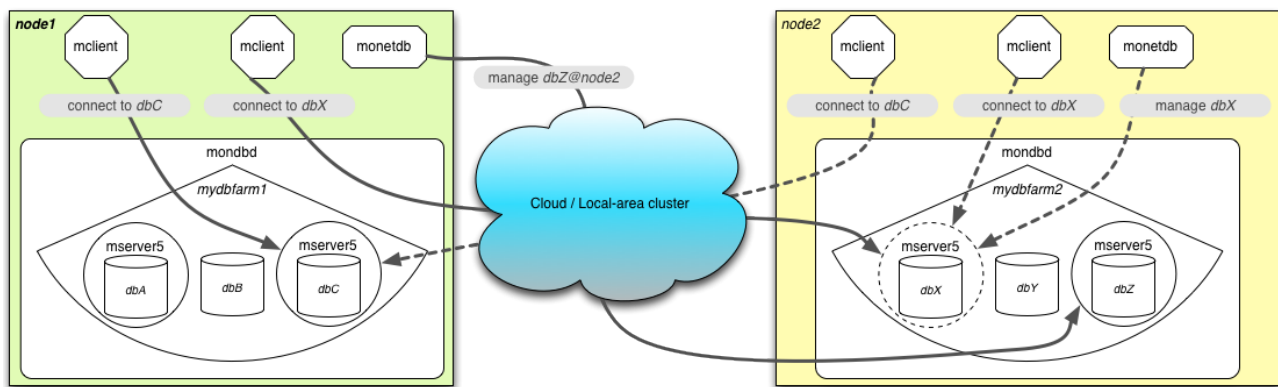 node1
mclient
mclient
monetdb
connect to dbC
connect to dbX
manage dbZ@node2
mondbd
mydbfarm1
mserver5
dbA
dbB
mserver5
dbC
Cloud / Local-area cluster
node2
mclient
mclient
monetdb
connect to dbC
connect to dbX
manage dbX
mondbd
mydbfarm2
mserver5
dbX
dbY
mserver5
dbZ